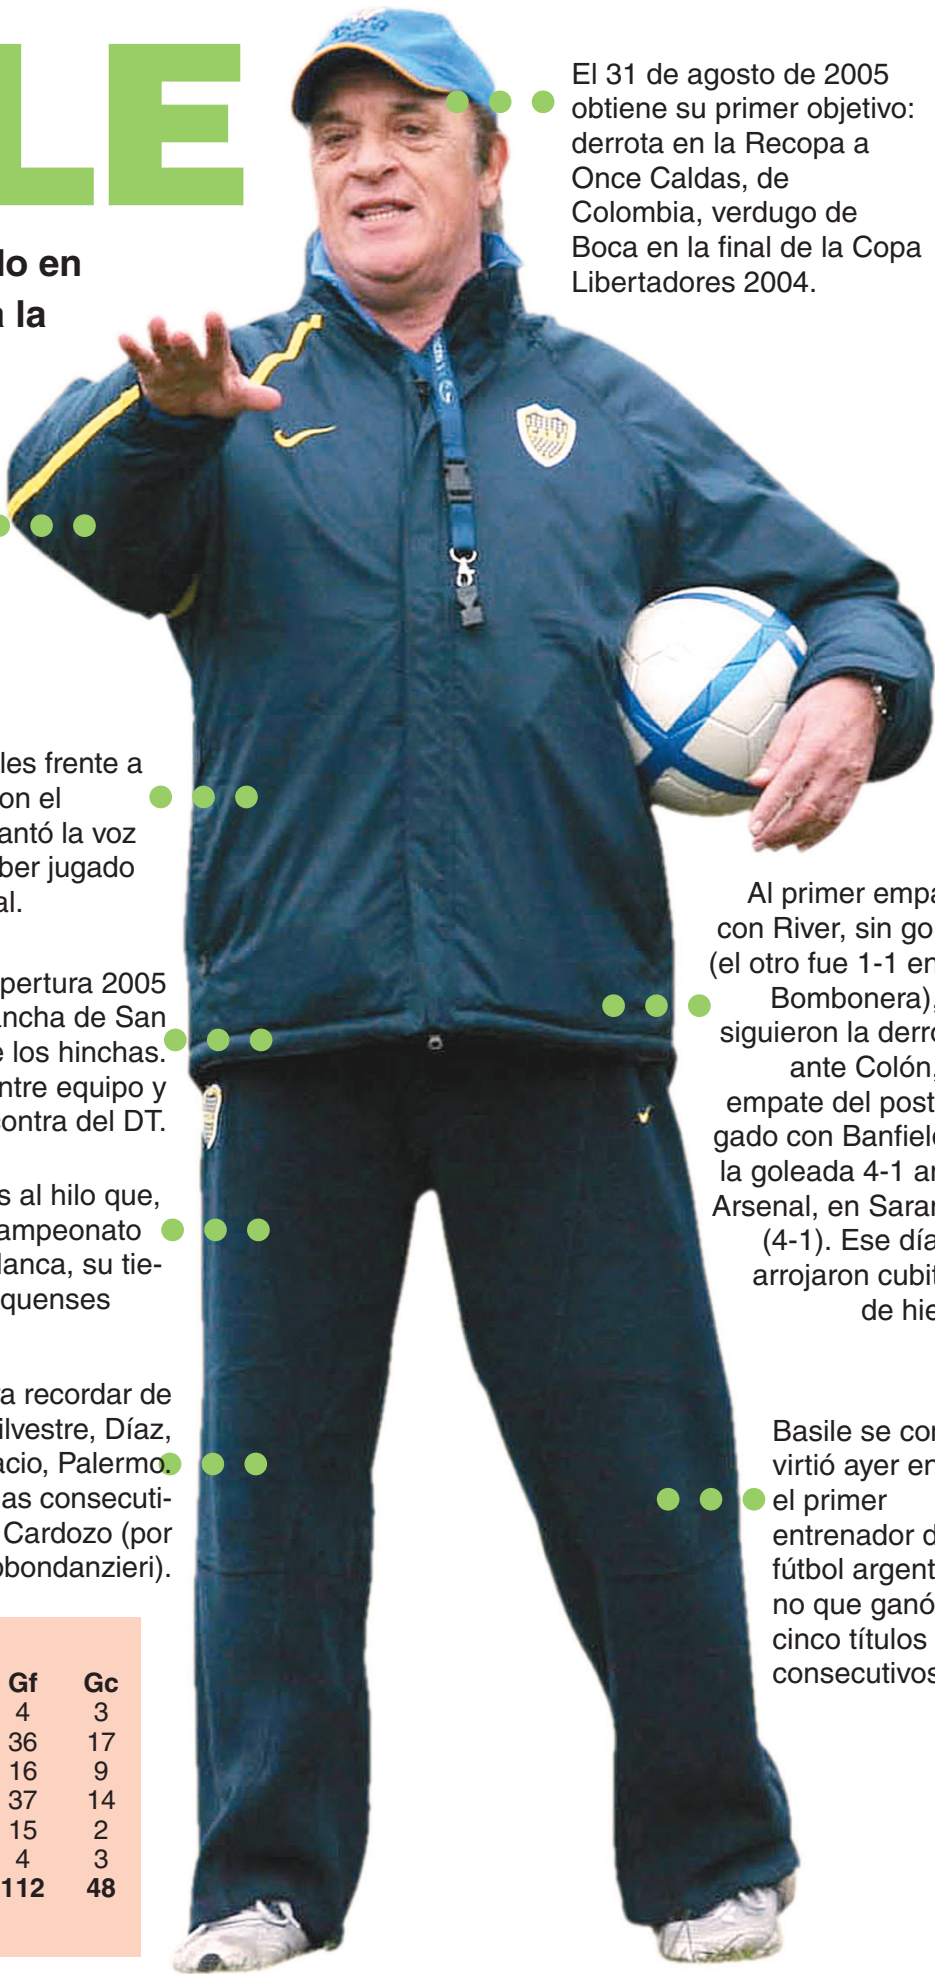 LE
El 31 de agosto de 2005
obtiene su primer objetivo:
derrota en la Recopa a
Once Caldas, de
Colombia, verdugo de
Boca en la final de la Copa
Libertadores 2004.
do en
a la
les frente a
on el
antó la voz
ber jugado
al.
pertura 2005
ancha de San
e los hinchas.
ntre equipo y
contra del DT.
s al hilo que,
ampeonato
lanca, su tie-
quenses
ra recordar de
ilvestre, Díaz,
acio, Palermo.
as consecuti-
Cardozo (por
bbondanzieri).
Al primer empa
con River, sin go
(el otro fue 1-1 en
Bombonera),
siguieron la derro
ante Colón,
empate del post
gado con Banfiel
la goleada 4-1 a
Arsenal, en Sara
(4-1). Ese día
arrojaron cubit
de hie
Basile se con
virtió ayer en
el primer
entrenador d
fútbol argent
no que ganó
cinco títulos
consecutivos
Gf Gc
4 3
36 17
16 9
37 14
15 2
4 3
112 48